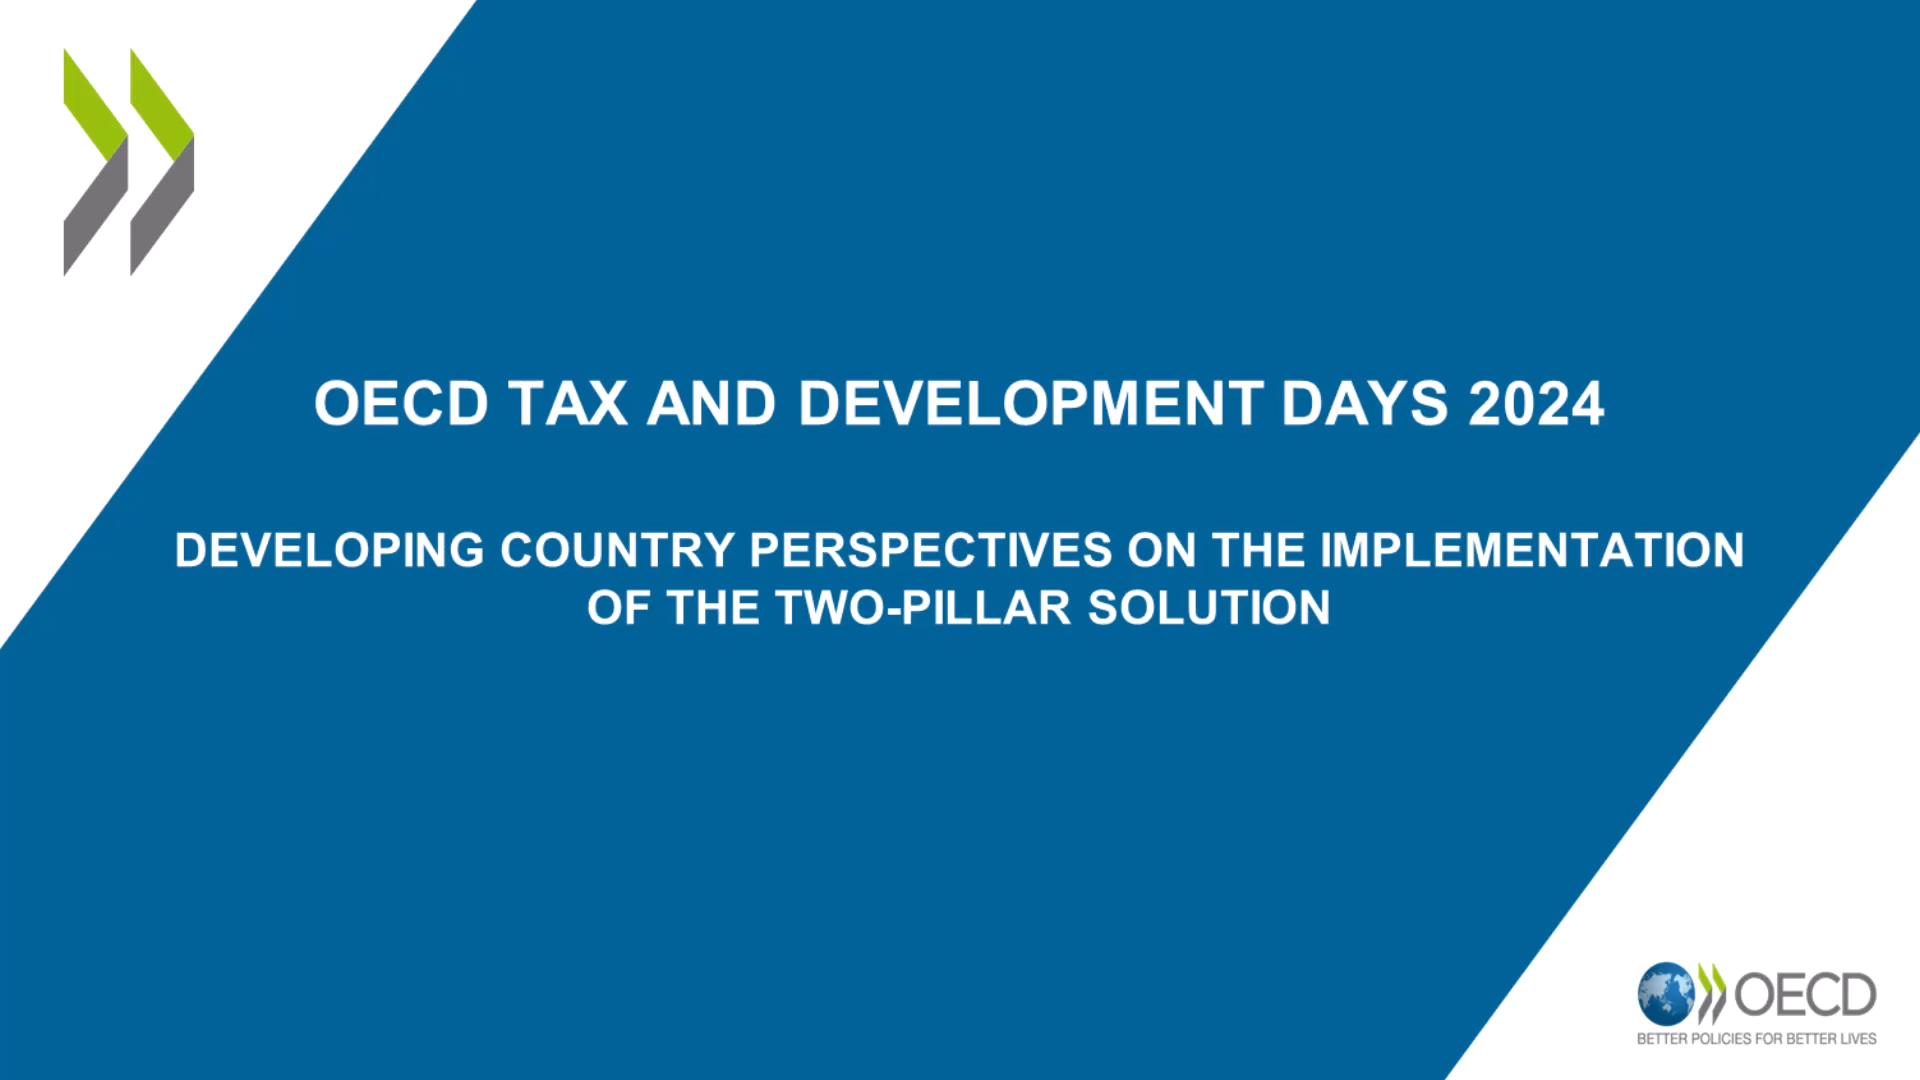 OECD TAX AND DEVELOPMENT DAYS 2024
DEVELOPING COUNTRY PERSPECTIVES ON THE IMPLEMENTATION
OF THE TWO-PILLAR SOLUTION
OECD
BETTER POLICIES FOR BETTER LIVES